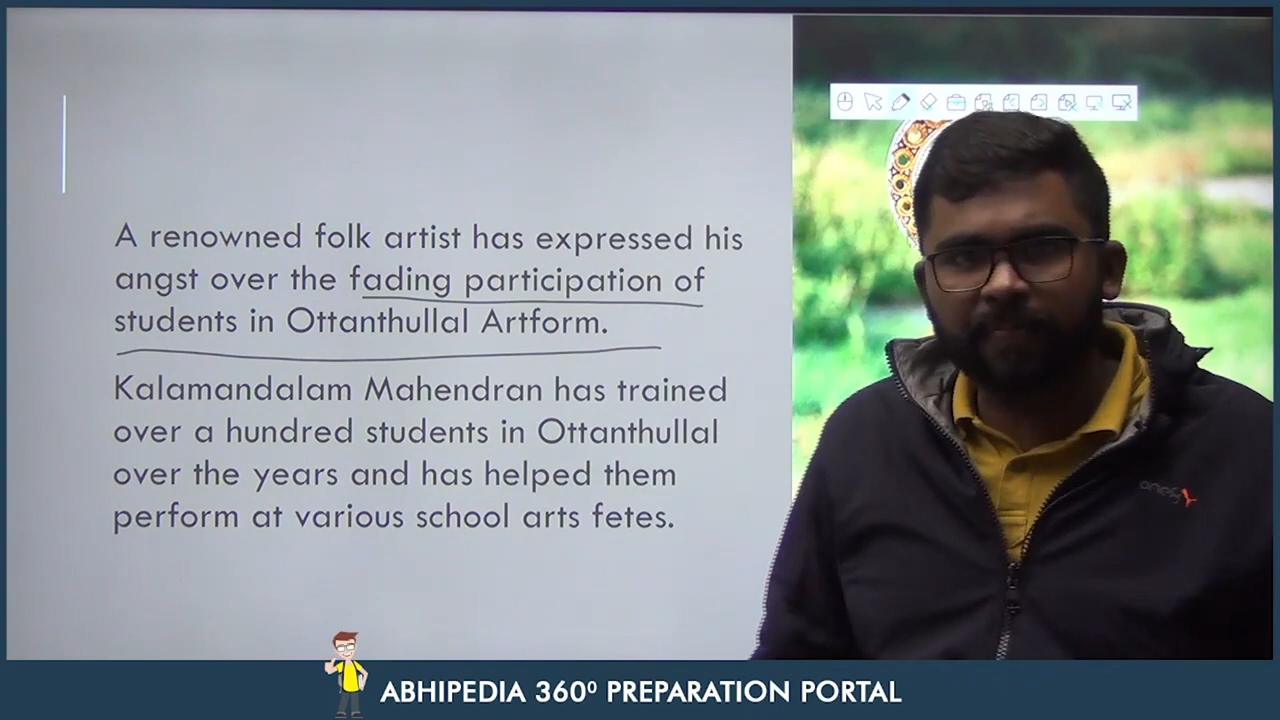 A renowned folk artist has expressed his
angst over the fading participation of
students in Ottanthullal Artform.
Kalamandalam Mahendran has trained
over a hundred students in Ottanthullal
over the years and has helped them
perform at various school arts fetes.
one8
ABHIPEDIA 360⁰ PREPARATION PORTAL